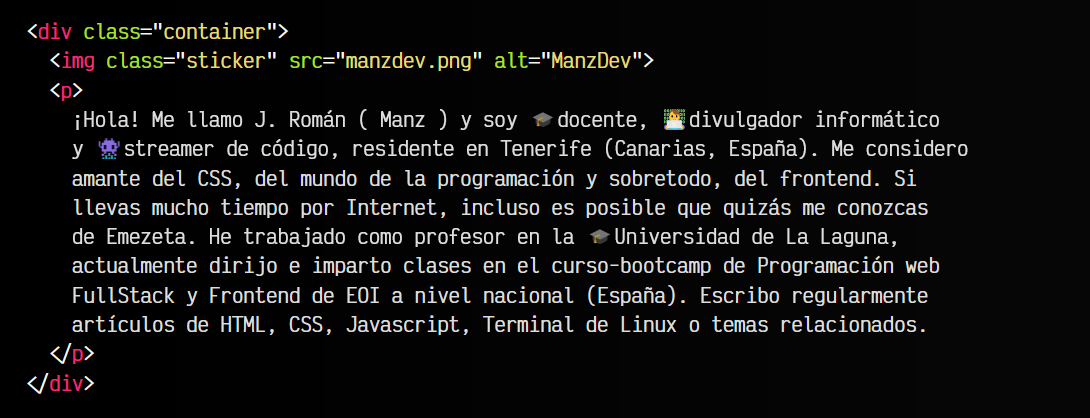 <div class="container">
<img class="sticker" src="manzdev.png" alt="ManzDev">
<p>
¡Hola! Me llamo J. Román ( Manz ) y soy 🎓docente, 👨‍💻divulgador informático
y 👾streamer de código, residente en Tenerife (Canarias, España). Me considero
amante del CSS, del mundo de la programación y sobretodo, del frontend. Si
llevas mucho tiempo por Internet, incluso es posible que quizás me conozcas
de Emezeta. He trabajado como profesor en la 🎓Universidad de La Laguna,
actualmente dirijo e imparto clases en el curso-bootcamp de Programación web
FullStack y Frontend de EOI a nivel nacional (España). Escribo regularmente
artículos de HTML, CSS, Javascript, Terminal de Linux o temas relacionados.
</p>
</div>